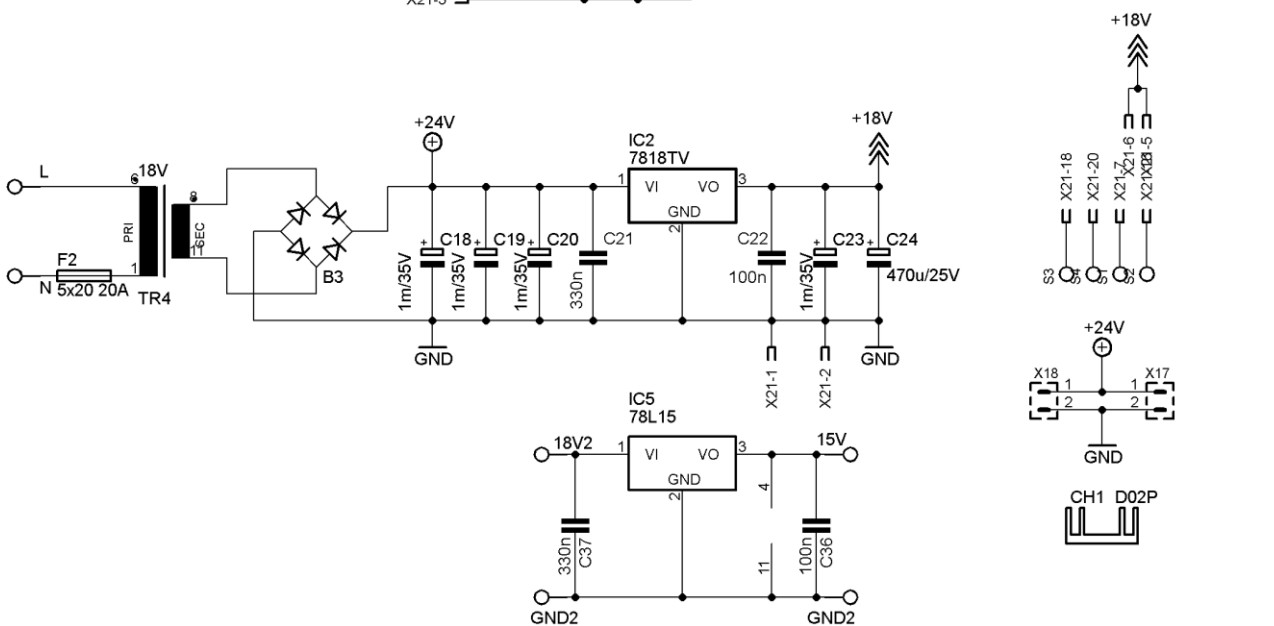 X21-3
+18V
X21-6
X21-5
+24V
+18V
IC2
7818TV
L
6
18V
8
1
VI
VO
3
GND
2
X21-18
X21-20
X21-7
PRI
SEC
F2
1
N
5x20 20A
TR4
B3
+
C18
1m/35V
+
C19
1m/35V
+
C20
1m/35V
C21
330n
C22
100n
+
C23
1m/35V
+
C24
470u/25V
S3
S4
S1
S2
GND
GND
X21-1
X21-2
+24V
X18
1
2
1
2
X17
GND
IC5
78L15
18V2
1
VI
VO
3
15V
GND
2
4
11
330n
C37
100n
C36
GND2
GND2
CH1
D02P